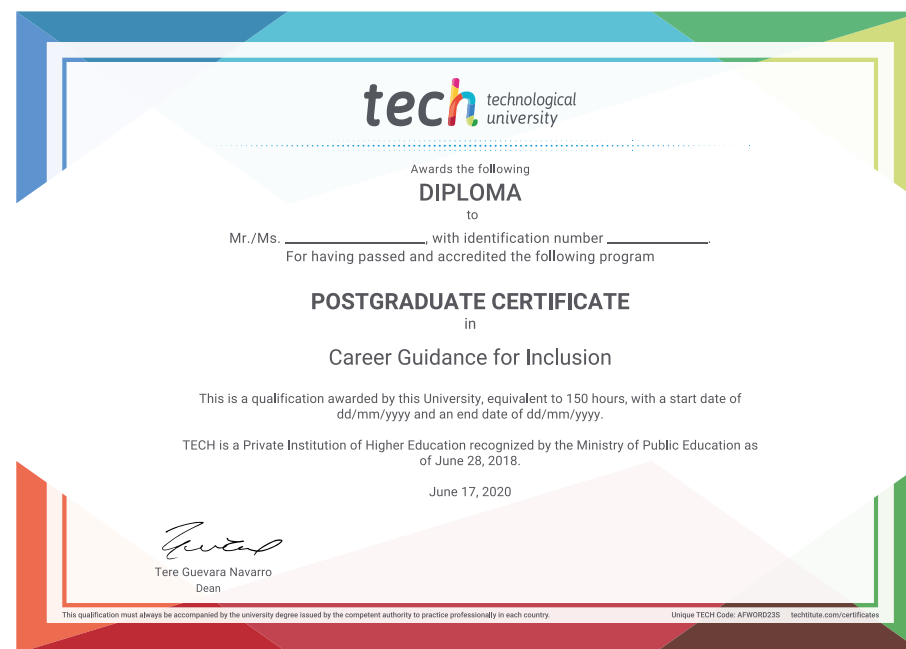 tech technological
university
Awards the following
DIPLOMA
to
Mr./Ms. ____________________, with identification number ______________.
For having passed and accredited the following program
POSTGRADUATE CERTIFICATE
in
Career Guidance for Inclusion
This is a qualification awarded by this University, equivalent to 150 hours, with a start date of
dd/mm/yyyy and an end date of dd/mm/yyyy.
TECH is a Private Institution of Higher Education recognized by the Ministry of Public Education as
of June 28, 2018.
June 17, 2020
Tere Guevara Navarro
Dean
This qualification must always be accompanied by the university degree issued by the competent authority to practice professionally in each country. Unique TECH Code: AFWORD23S techtitute.com/certificates